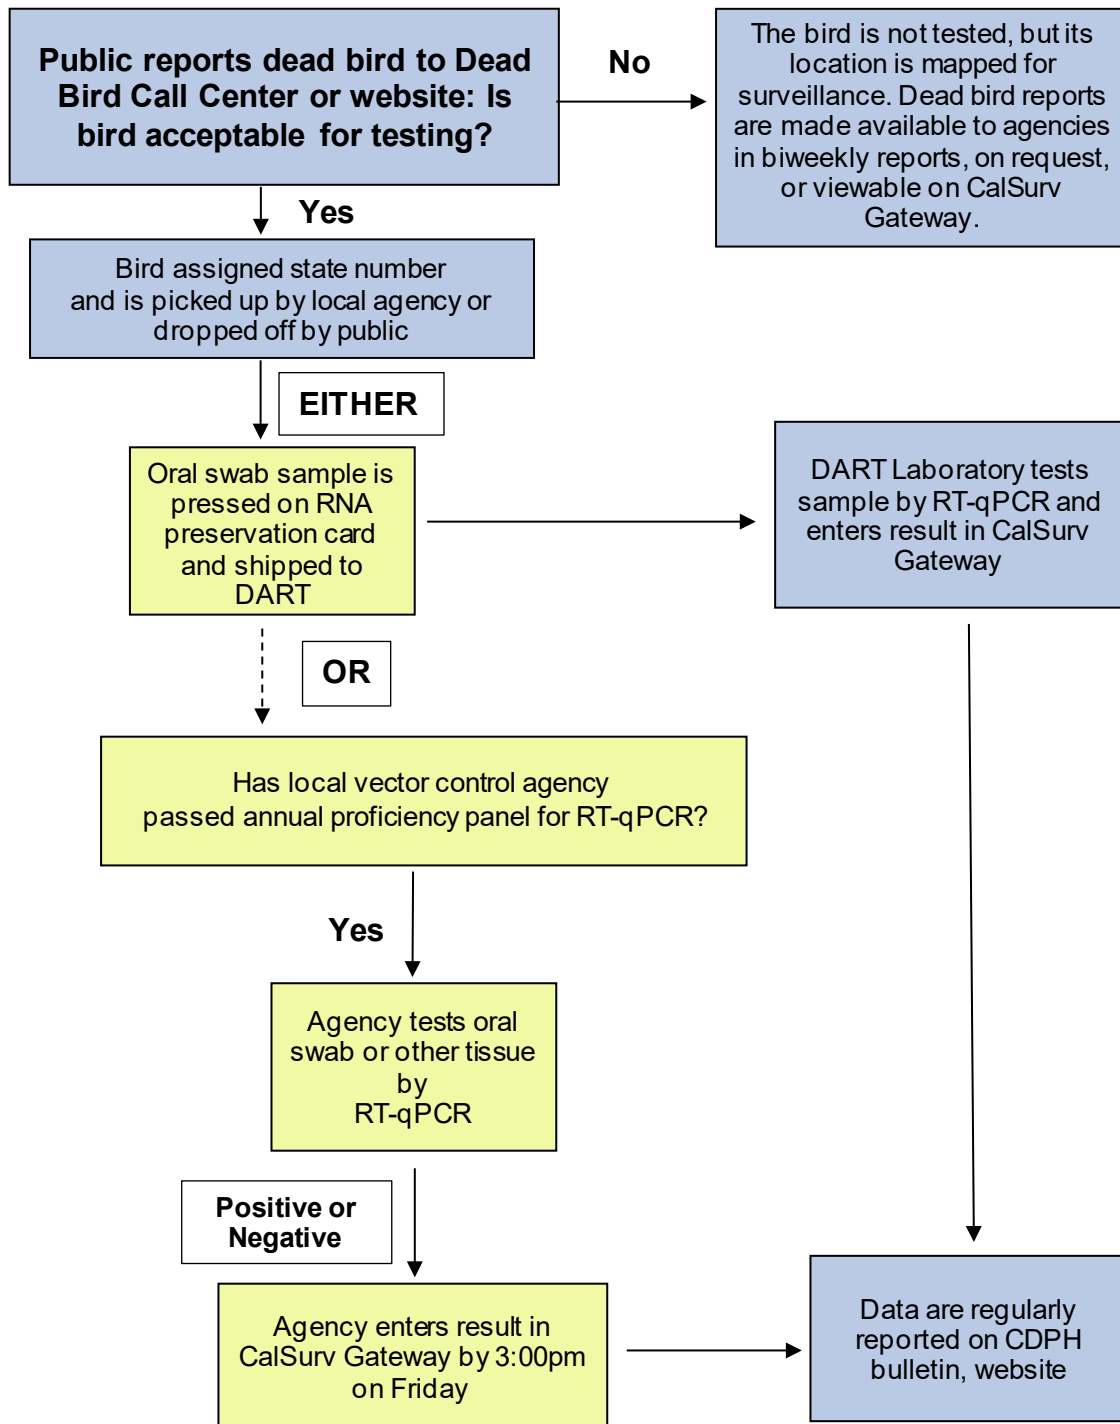 Public reports dead bird to Dead
Bird Call Center or website: Is
bird acceptable for testing?
No
The bird is not tested, but its
location is mapped for
surveillance. Dead bird reports
are made available to agencies
in biweekly reports, on request,
or viewable on CalSurv
Gateway.
Yes
Bird assigned state number
and is picked up by local agency or
dropped off by public
EITHER
Oral swab sample is
pressed on RNA
preservation card
and shipped to
DART
DART Laboratory tests
sample by RT-qPCR and
enters result in CalSurv
Gateway
OR
Has local vector control agency
passed annual proficiency panel for RT-qPCR?
Yes
Agency tests oral
swab or other tissue
by
RT-qPCR
Positive or
Negative
Agency enters result in
CalSurv Gateway by 3:00pm
on Friday
Data are regularly
reported on CDPH
bulletin, website